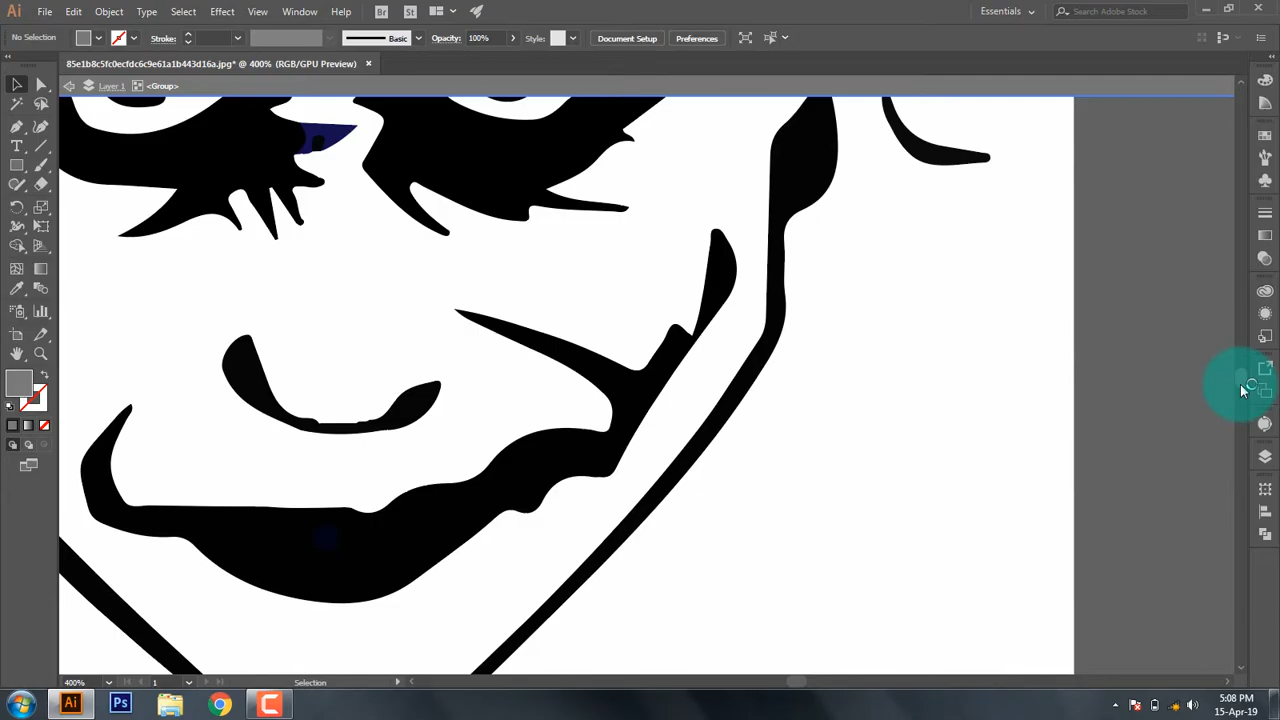 Ai File Edit Object Type Select Effect View Window Help Br St Essentials Search Adobe Stock
No Selection Stroke: Basic Opacity: 100% Style: Document Setup Preferences
85e1b8c5fc0ecfdc6c9e61a1b443d16a.jpg* @ 400% (RGB/GPU Preview)
Layer 1 <Group>
400% 1 Selection
Ai Ps 5:08 PM
15-Apr-19